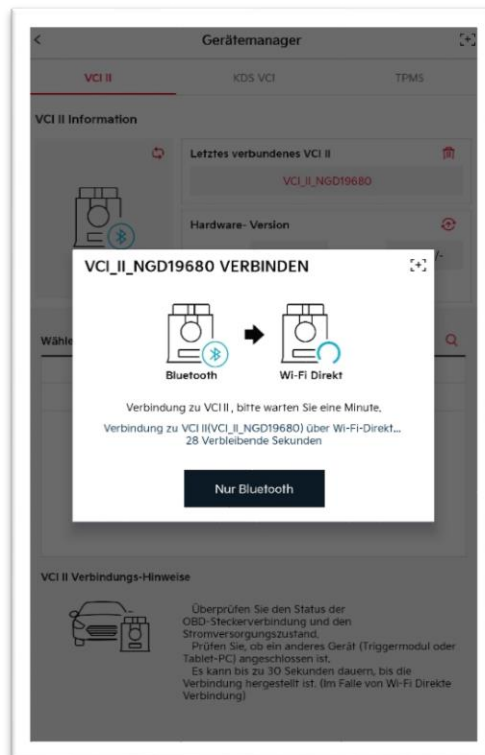 Gerätemanager
VCI II
KDS VCI
TPMS
VCI II Information
Letztes verbundenes VCI II
VCI_II_NGD19680
Hardware- Version
-/-
VCI_II_NGD19680 VERBINDEN
Bluetooth
Wi-Fi Direkt
Verbindung zu VCI II , bitte warten Sie eine Minute,
Verbindung zu VCI II(VCI_II_NGD19680) über Wi-Fi-Direkt...
28 Verbleibende Sekunden
Nur Bluetooth
VCI II Verbindungs-Hinweise
Überprüfen Sie den Status der
OBD-Steckerverbindung und den
Stromversorgungszustand,
Prüfen Sie, ob ein anderes Gerät (Triggermodul oder
Tablet-PC) angeschlossen ist,
Es kann bis zu 30 Sekunden dauern, bis die
Verbindung hergestellt ist. (Im Falle von Wi-Fi Direkte
Verbindung)